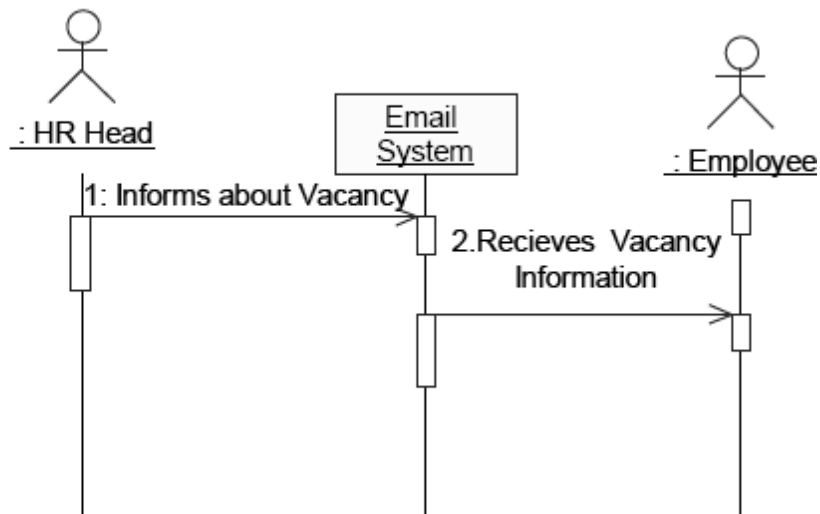 : HR Head
Email
System
: Employee
1: Informs about Vacancy
2.Recieves Vacancy
Information